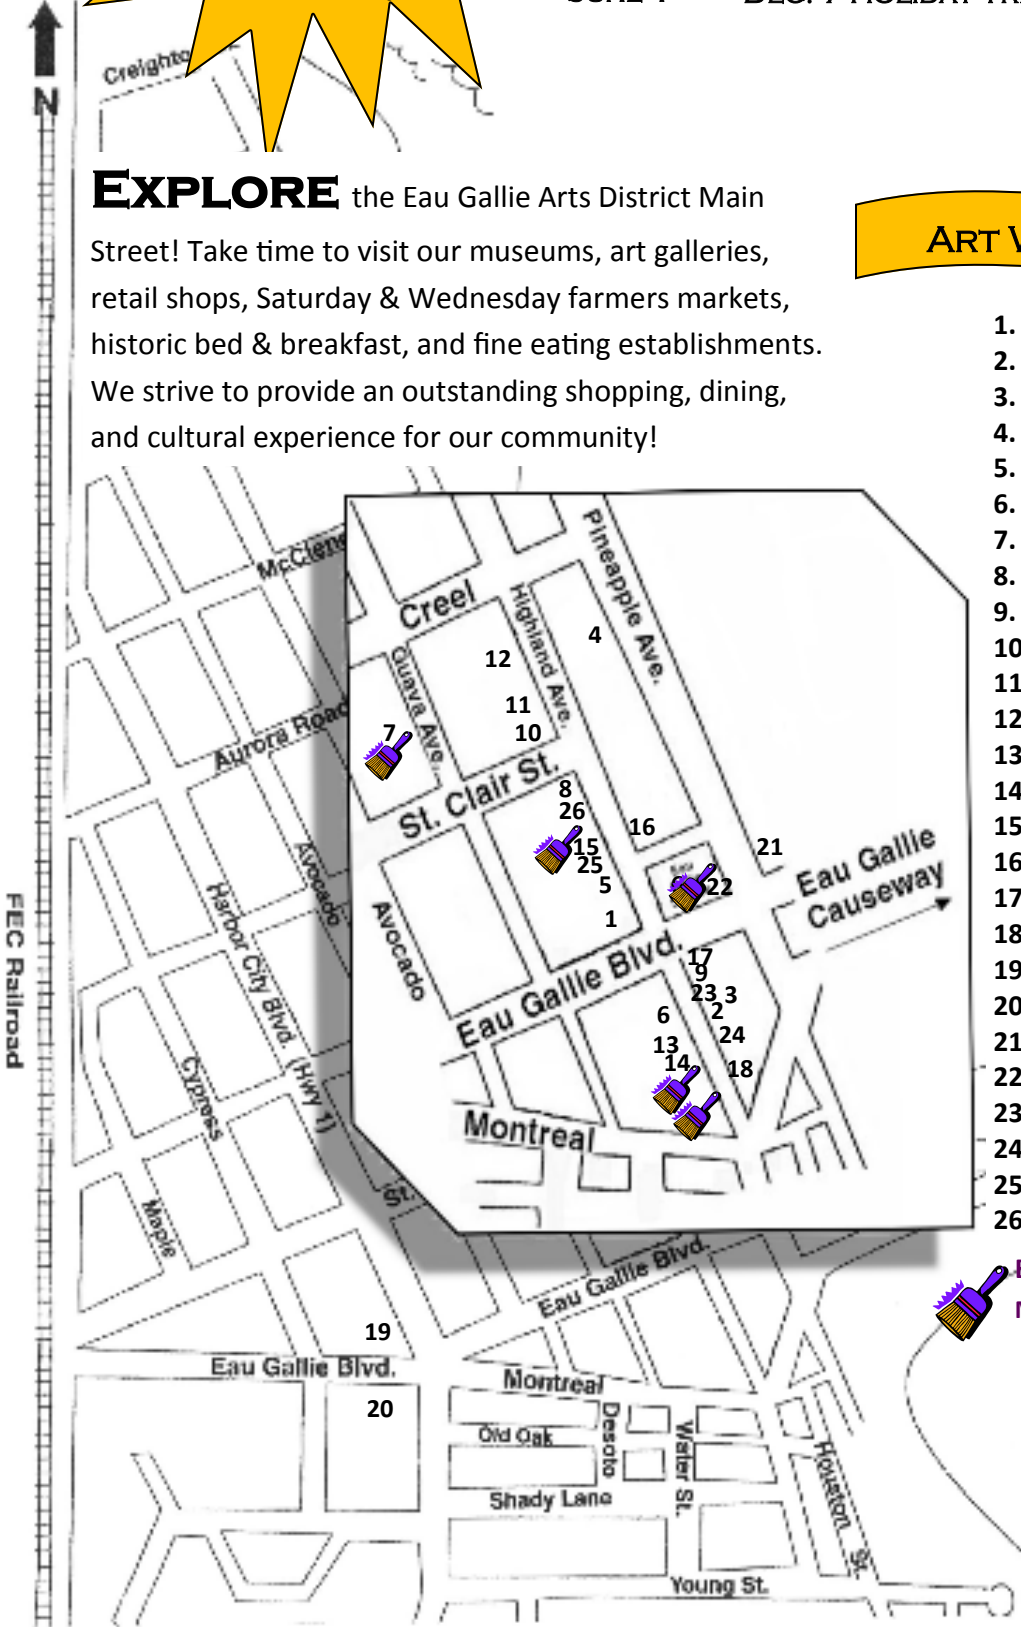 N
EXPLORE the Eau Gallie Arts District Main
Street! Take time to visit our museums, art galleries,
retail shops, Saturday & Wednesday farmers markets,
historic bed & breakfast, and fine eating establishments.
We strive to provide an outstanding shopping, dining,
and cultural experience for our community!
ART
1.
2.
3.
4.
5.
6.
7.
8.
9.
10
11
12
13
14
15
16
17
18
19
20
21
22
23
24
25
26
FEC Railroad
Aurora Road
Avocado
Harbor City Blvd. (Hwy 1)
Cypress
Maple
St.
Creel
Guava Ave.
Highland Ave.
Pineapple Ave.
St. Clair St.
Avocado
Eau Gallie Blvd.
Eau Gallie
Causeway
Montreal
4
12
11
10
7
8
26
15
25
5
1
16
21
22
17
9
23
3
2
6
24
13
14
18
Eau Gallie Blvd.
19
Eau Gallie Blvd.
20
Montreal
Old Oak
Desoto
Water St.
Shady Lane
Houston St.
Young St.